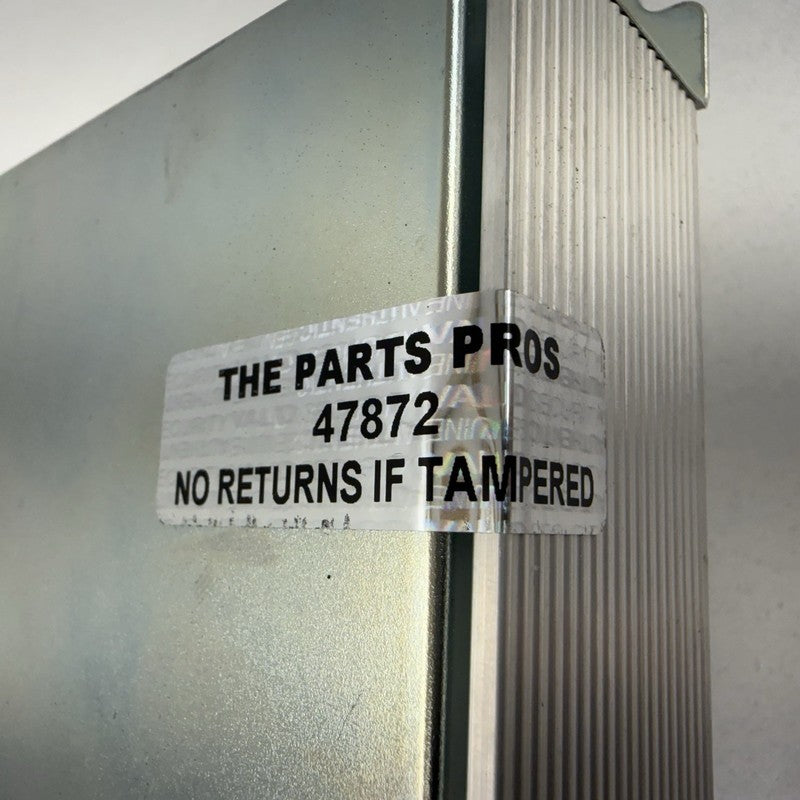 THE PARTS PROS
47872
NO RETURNS IF TAMPERED